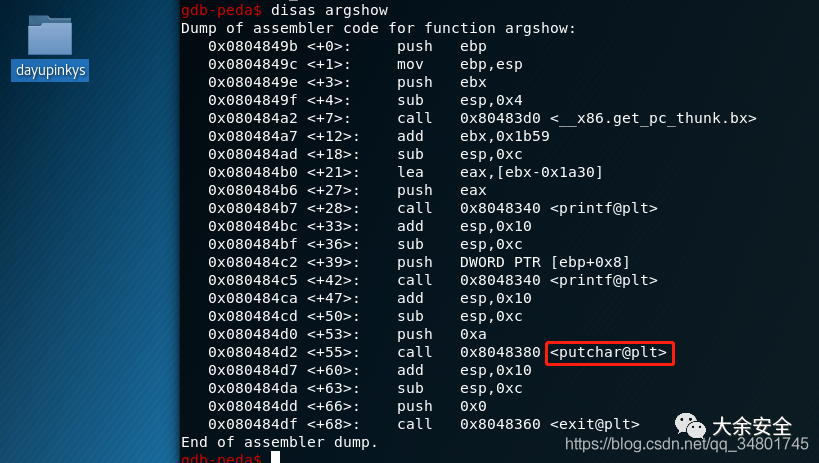 gdb-peda$ disas argshow
Dump of assembler code for function argshow:
0x0804849b <+0>: push ebp
0x0804849c <+1>: mov ebp,esp
0x0804849e <+3>: push ebx
0x0804849f <+4>: sub esp,0x4
0x080484a2 <+7>: call 0x80483d0 <__x86.get_pc_thunk.bx>
0x080484a7 <+12>: add ebx,0x1b59
0x080484ad <+18>: sub esp,0xc
0x080484b0 <+21>: lea eax,[ebx-0x1a30]
0x080484b6 <+27>: push eax
0x080484b7 <+28>: call 0x8048340 <printf@plt>
0x080484bc <+33>: add esp,0x10
0x080484bf <+36>: sub esp,0xc
0x080484c2 <+39>: push DWORD PTR [ebp+0x8]
0x080484c5 <+42>: call 0x8048340 <printf@plt>
0x080484ca <+47>: add esp,0x10
0x080484cd <+50>: sub esp,0xc
0x080484d0 <+53>: push 0xa
0x080484d2 <+55>: call 0x8048380 <putchar@plt>
0x080484d7 <+60>: add esp,0x10
0x080484da <+63>: sub esp,0xc
0x080484dd <+66>: push 0x0
0x080484df <+68>: call 0x8048360 <exit@plt>
End of assembler dump.
gdb-peda$
dayupinkys
大余安全
https://blog.csdn.net/qq_34801745